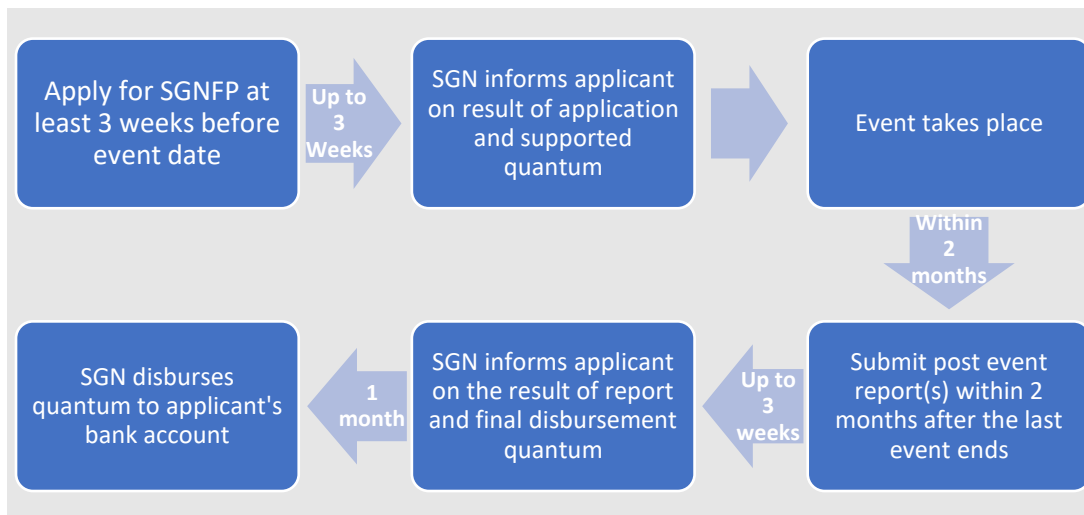 Apply for SGNFP at
least 3 weeks before
event date
Up to
3
Weeks
SGN informs applicant
on result of application
and supported
quantum
Event takes place
Within
2
months
Submit post event
report(s) within 2
months after the last
event ends
Up to
3
weeks
SGN informs applicant
on the result of report
and final disbursement
quantum
1
month
SGN disburses
quantum to applicant's
bank account